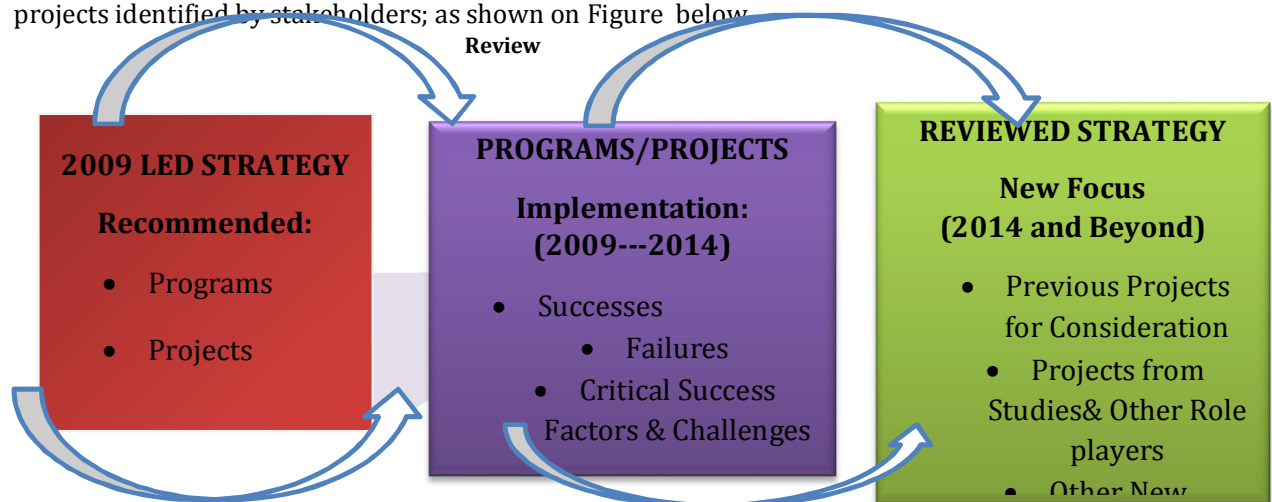 projects identified by stakeholders; as shown on Figure below
Review
2009 LED STRATEGY
Recommended:
• Programs
• Projects
PROGRAMS/PROJECTS
Implementation:
(2009---2014)
• Successes
• Failures
• Critical Success
Factors & Challenges
REVIEWED STRATEGY
New Focus
(2014 and Beyond)
• Previous Projects
for Consideration
• Projects from
Studies& Other Role
players
• Other New